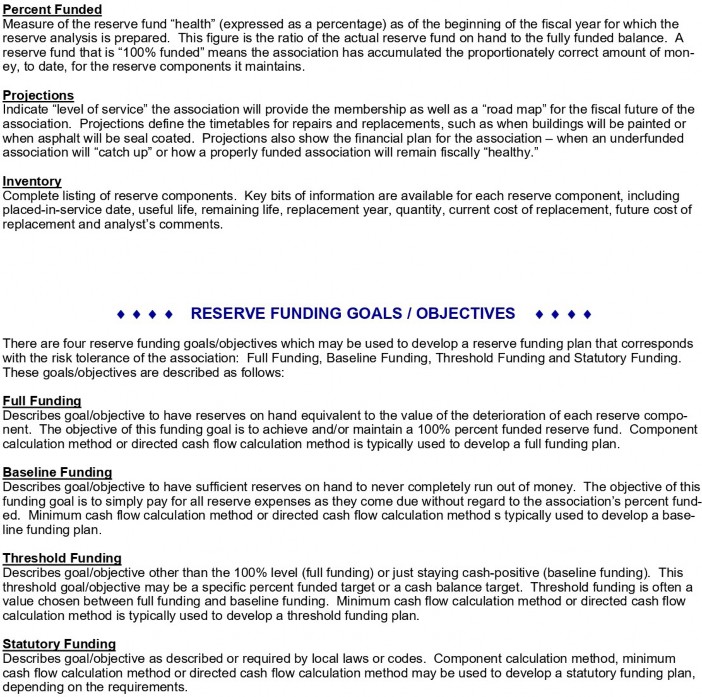 Percent Funded
Measure of the reserve fund “health” (expressed as a percentage) as of the beginning of the fiscal year for which the
reserve analysis is prepared.  This figure is the ratio of the actual reserve fund on hand to the fully funded balance.  A
reserve fund that is “100% funded” means the association has accumulated the proportionately correct amount of mon-
ey, to date, for the reserve components it maintains.
Projections
Indicate “level of service” the association will provide the membership as well as a “road map” for the fiscal future of the
association.  Projections define the timetables for repairs and replacements, such as when buildings will be painted or
when asphalt will be seal coated.  Projections also show the financial plan for the association – when an underfunded
association will “catch up” or how a properly funded association will remain fiscally “healthy.”
Inventory
Complete listing of reserve components.  Key bits of information are available for each reserve component, including
placed-in-service date, useful life, remaining life, replacement year, quantity, current cost of replacement, future cost of
replacement and analyst’s comments.
♦ ♦ ♦ ♦ RESERVE FUNDING GOALS / OBJECTIVES ♦ ♦ ♦ ♦
There are four reserve funding goals/objectives which may be used to develop a reserve funding plan that corresponds
with the risk tolerance of the association:  Full Funding, Baseline Funding, Threshold Funding and Statutory Funding.
These goals/objectives are described as follows:
Full Funding
Describes goal/objective to have reserves on hand equivalent to the value of the deterioration of each reserve compo-
nent.  The objective of this funding goal is to achieve and/or maintain a 100% percent funded reserve fund.  Component
calculation method or directed cash flow calculation method is typically used to develop a full funding plan.
Baseline Funding
Describes goal/objective to have sufficient reserves on hand to never completely run out of money.  The objective of this
funding goal is to simply pay for all reserve expenses as they come due without regard to the association’s percent fund-
ed.  Minimum cash flow calculation method or directed cash flow calculation method s typically used to develop a base-
line funding plan.
Threshold Funding
Describes goal/objective other than the 100% level (full funding) or just staying cash-positive (baseline funding).  This
threshold goal/objective may be a specific percent funded target or a cash balance target.  Threshold funding is often a
value chosen between full funding and baseline funding.  Minimum cash flow calculation method or directed cash flow
calculation method is typically used to develop a threshold funding plan.
Statutory Funding
Describes goal/objective as described or required by local laws or codes.  Component calculation method, minimum
cash flow calculation method or directed cash flow calculation method may be used to develop a statutory funding plan,
depending on the requirements.